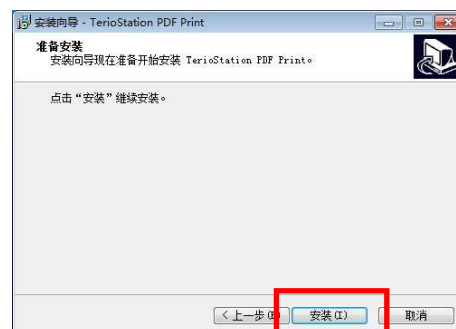 安装向导 - TerioStation PDF Print
准备安装
安装向导现在准备开始安装 TerioStation PDF Print。
点击“安装”继续安装。
<上一步(B) 安装(I) 取消